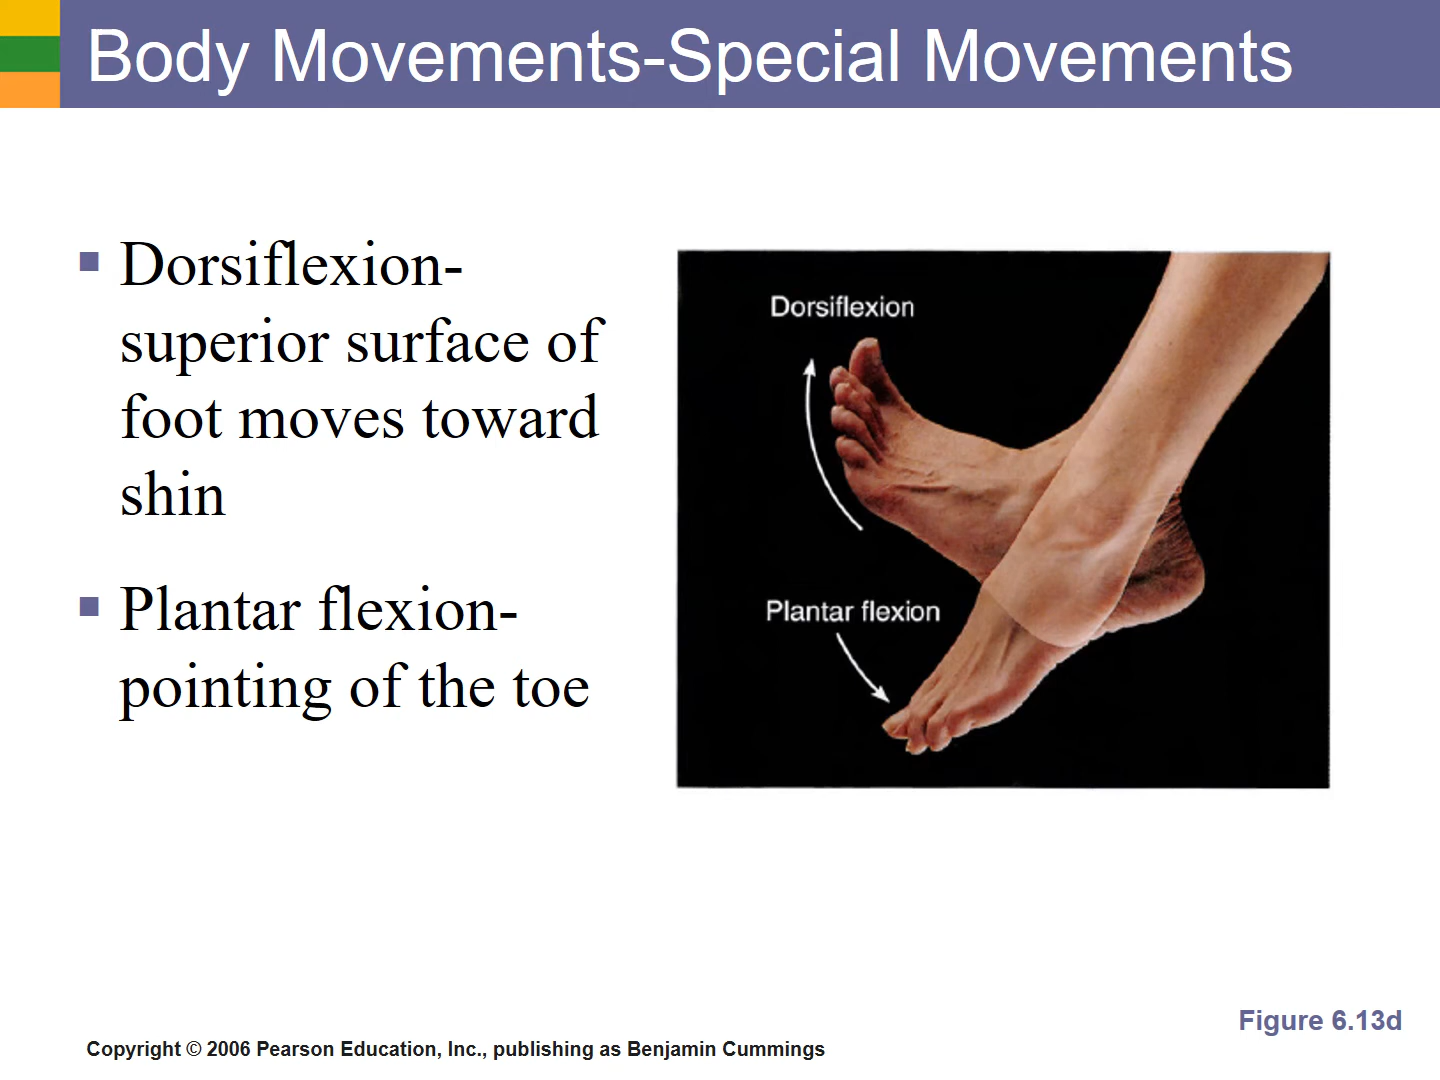 Body Movements-Special Movements
Dorsiflexion-
superior surface of
foot moves toward
shin
Plantar flexion-
pointing of the toe
Dorsiflexion
Plantar flexion
Figure 6.13d
Copyright © 2006 Pearson Education, Inc., publishing as Benjamin Cummings